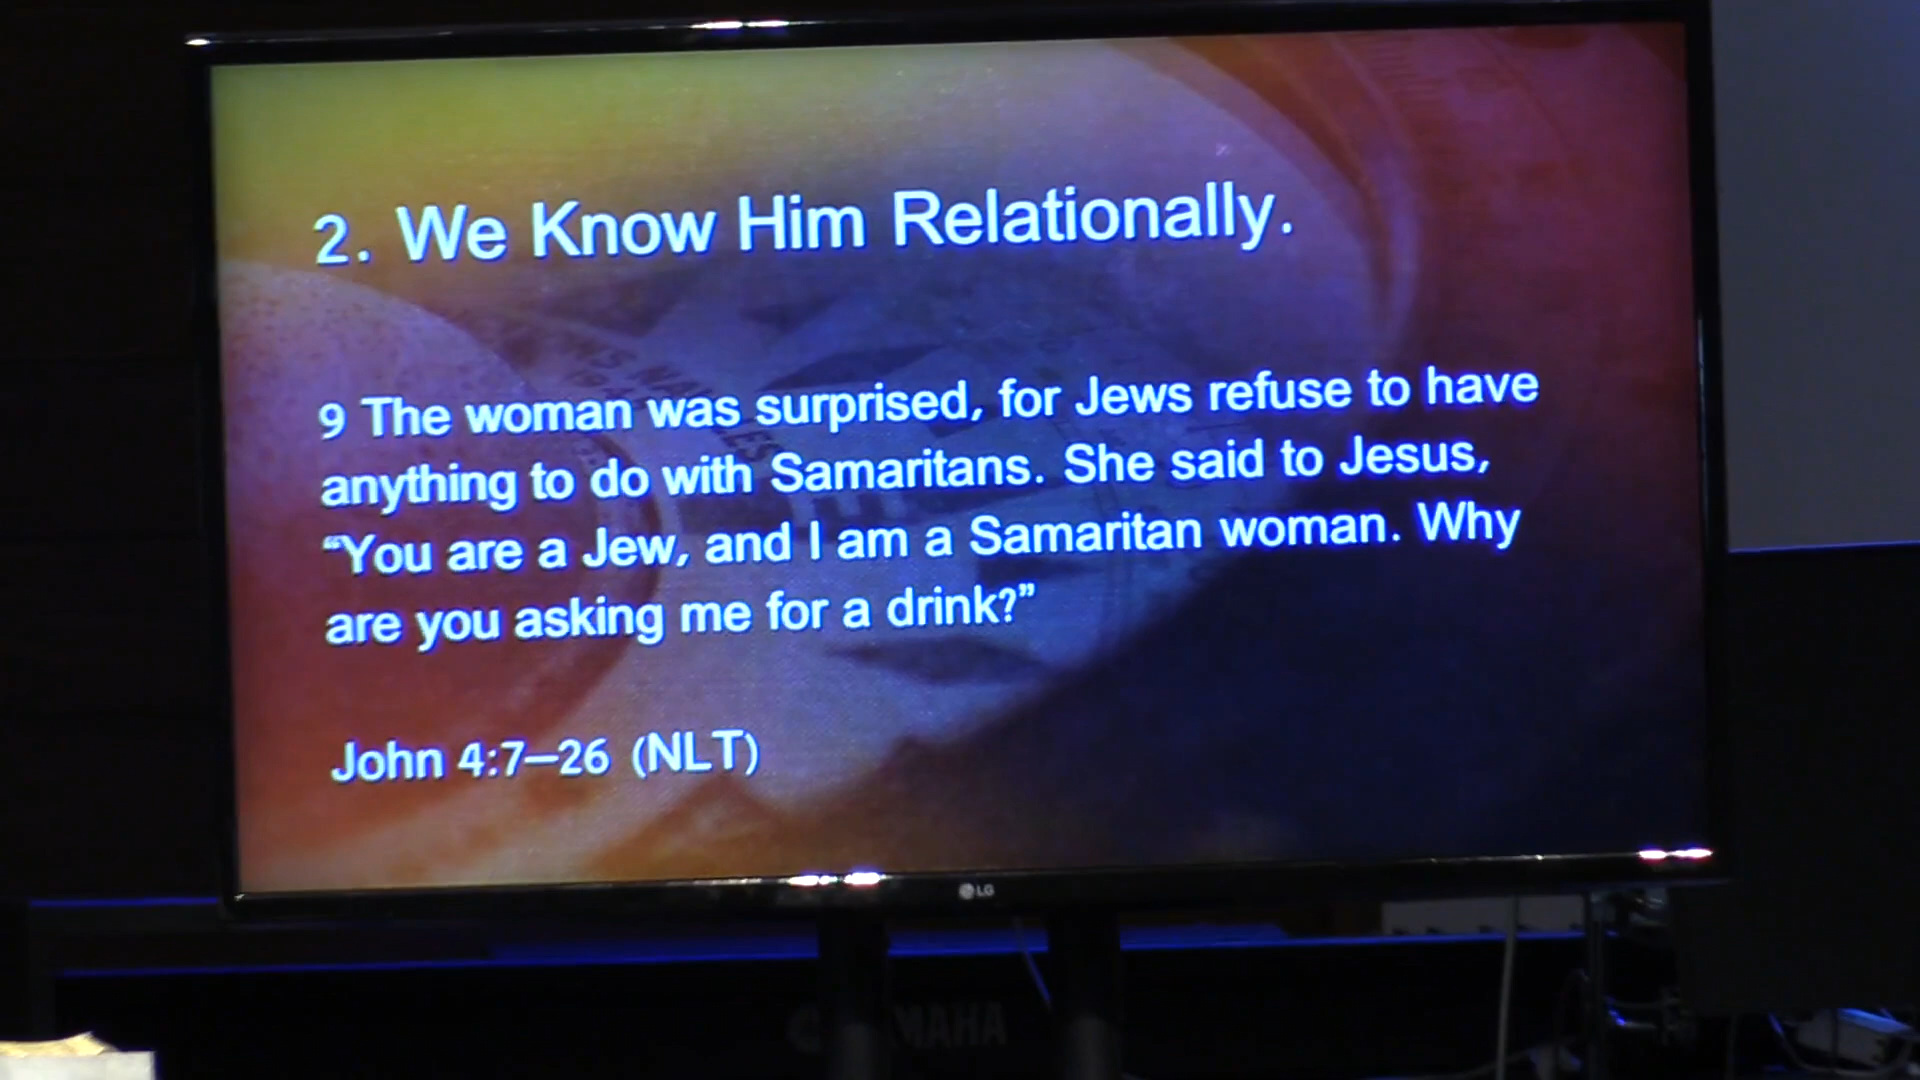 2. We Know Him Relationally.
9 The woman was surprised, for Jews refuse to have
anything to do with Samaritans. She said to Jesus,
“You are a Jew, and I am a Samaritan woman. Why
are you asking me for a drink?”
John 4:7–26 (NLT)
LG
YAMAHA